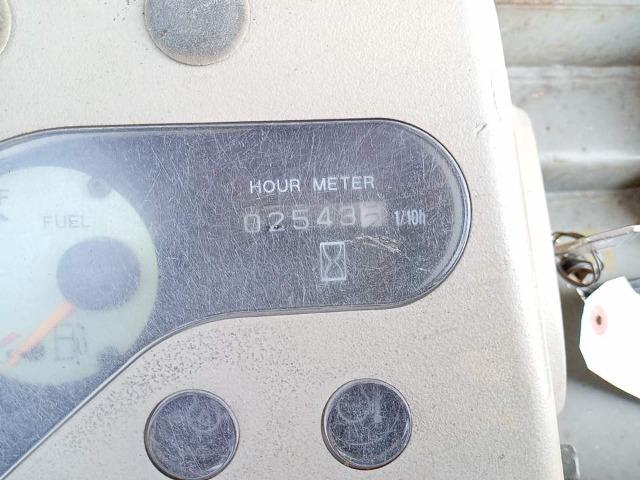 HOUR METER
02543 1/10h
FUEL
F